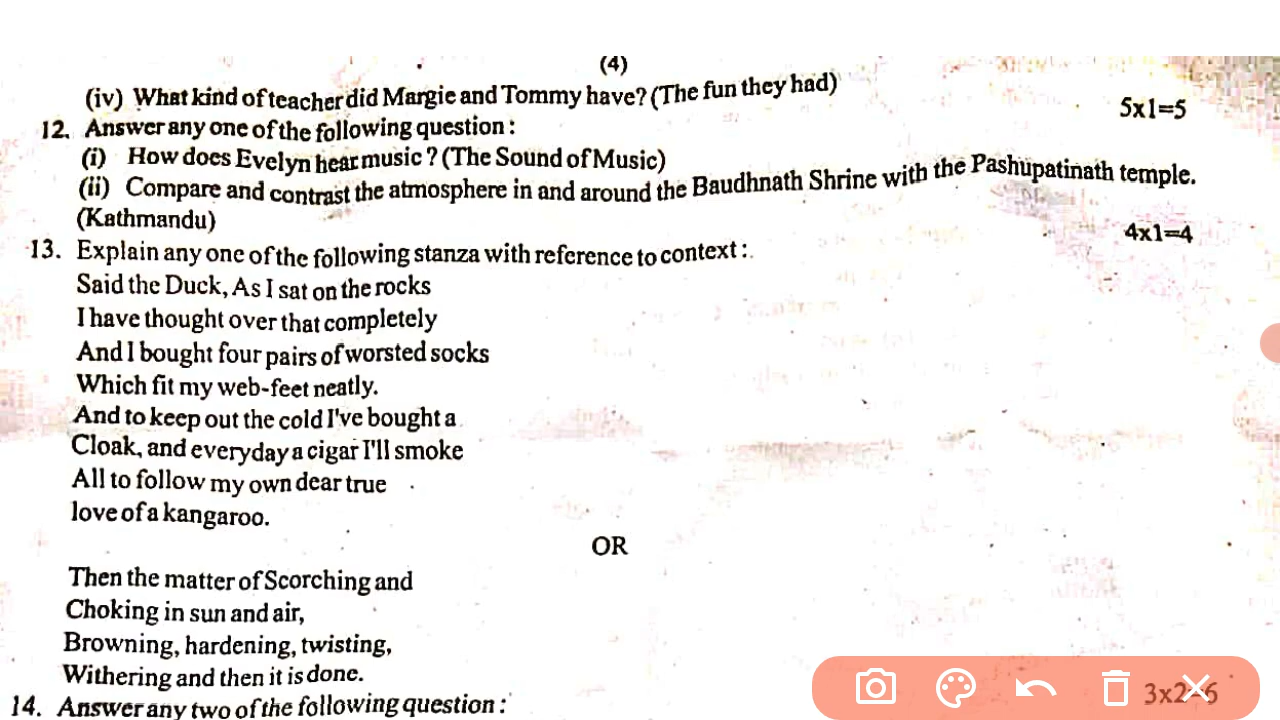 (4)
(iv) What kind of teacher did Margie and Tommy have? (The fun they had)
5x1=5
12. Answer any one of the following question :
(i) How does Evelyn hear music ? (The Sound of Music)
(ii) Compare and contrast the atmosphere in and around the Baudhnath Shrine with the Pashupatinath temple.
(Kathmandu)
4x1=4
13. Explain any one of the following stanza with reference to context :
Said the Duck, As I sat on the rocks
I have thought over that completely
And I bought four pairs of worsted socks
Which fit my web-feet neatly.
And to keep out the cold I've bought a
Cloak, and everyday a cigar I'll smoke
All to follow my own dear true
love of a kangaroo.
OR
Then the matter of Scorching and
Choking in sun and air,
Browning, hardening, twisting,
Withering and then it is done.
14. Answer any two of the following question :
3x2=6